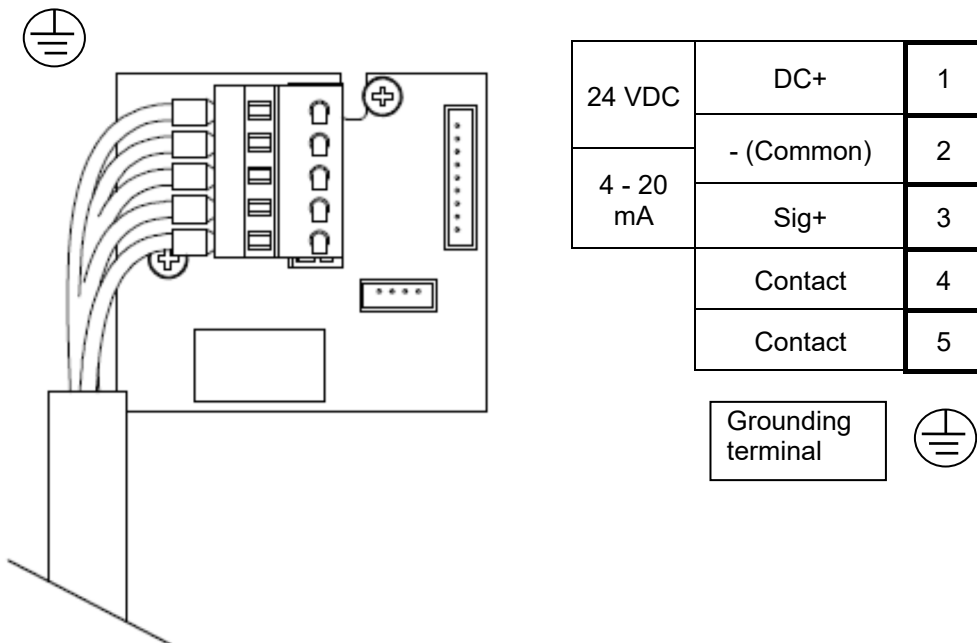 24 VDC
DC+
1
- (Common)
2
4 - 20
mA
Sig+
3
Contact
4
Contact
5
Grounding
terminal